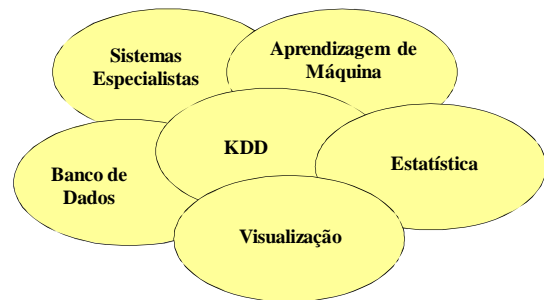 Sistemas
Especialistas
Aprendizagem de
Máquina
KDD
Banco de
Dados
Estatística
Visualização